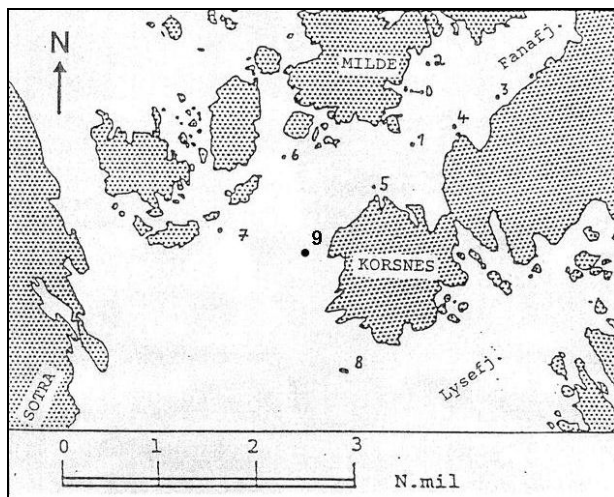 N
MILDE
2
Fanafj.
0
3
4
1
6
5
7
9
KORSNES
8
Lysefj.
SOTRA
0 1 2 3
N.mil